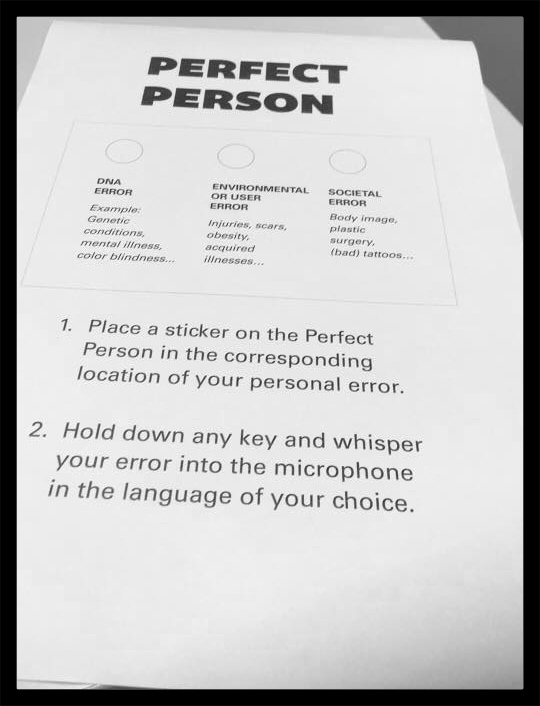 PERFECT
PERSON
DNA
ERROR
Example:
Genetic
conditions,
mental illness,
color blindness...
ENVIRONMENTAL
OR USER
ERROR
Injuries, scars,
obesity,
acquired
illnesses...
SOCIETAL
ERROR
Body image,
plastic
surgery,
(bad) tattoos...
1. Place a sticker on the Perfect
Person in the corresponding
location of your personal error.
2. Hold down any key and whisper
your error into the microphone
in the language of your choice.